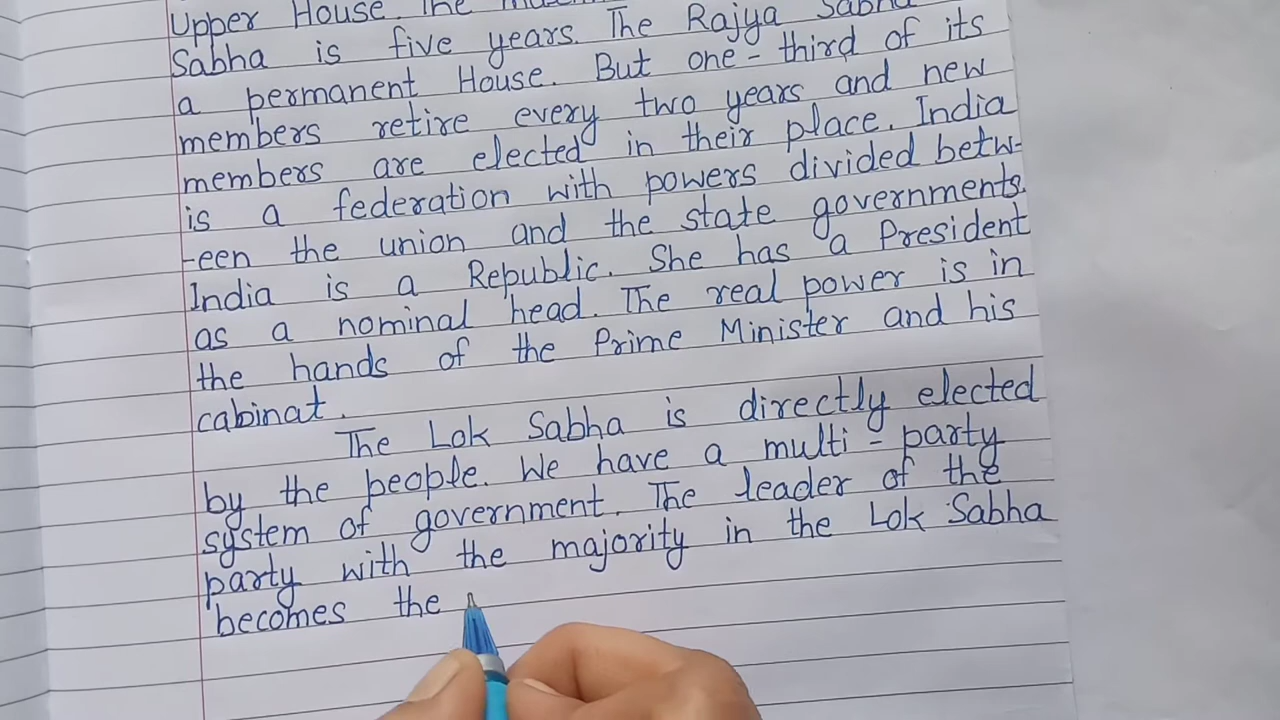 Upper House. The
Sabha is five years. The Rajya Sabha
a permanent House. But one - third of its
members retire every two years and new
members are elected in their place. India
is a federation with powers divided betw-
-een the union and the state governments.
India is a Republic. She has a President
as a nominal head. The real power is in
the hands of the Prime Minister and his
cabinat.
The Lok Sabha is directly elected
by the people. We have a multi - party
system of government. The leader of the
party with the majority in the Lok Sabha
becomes the